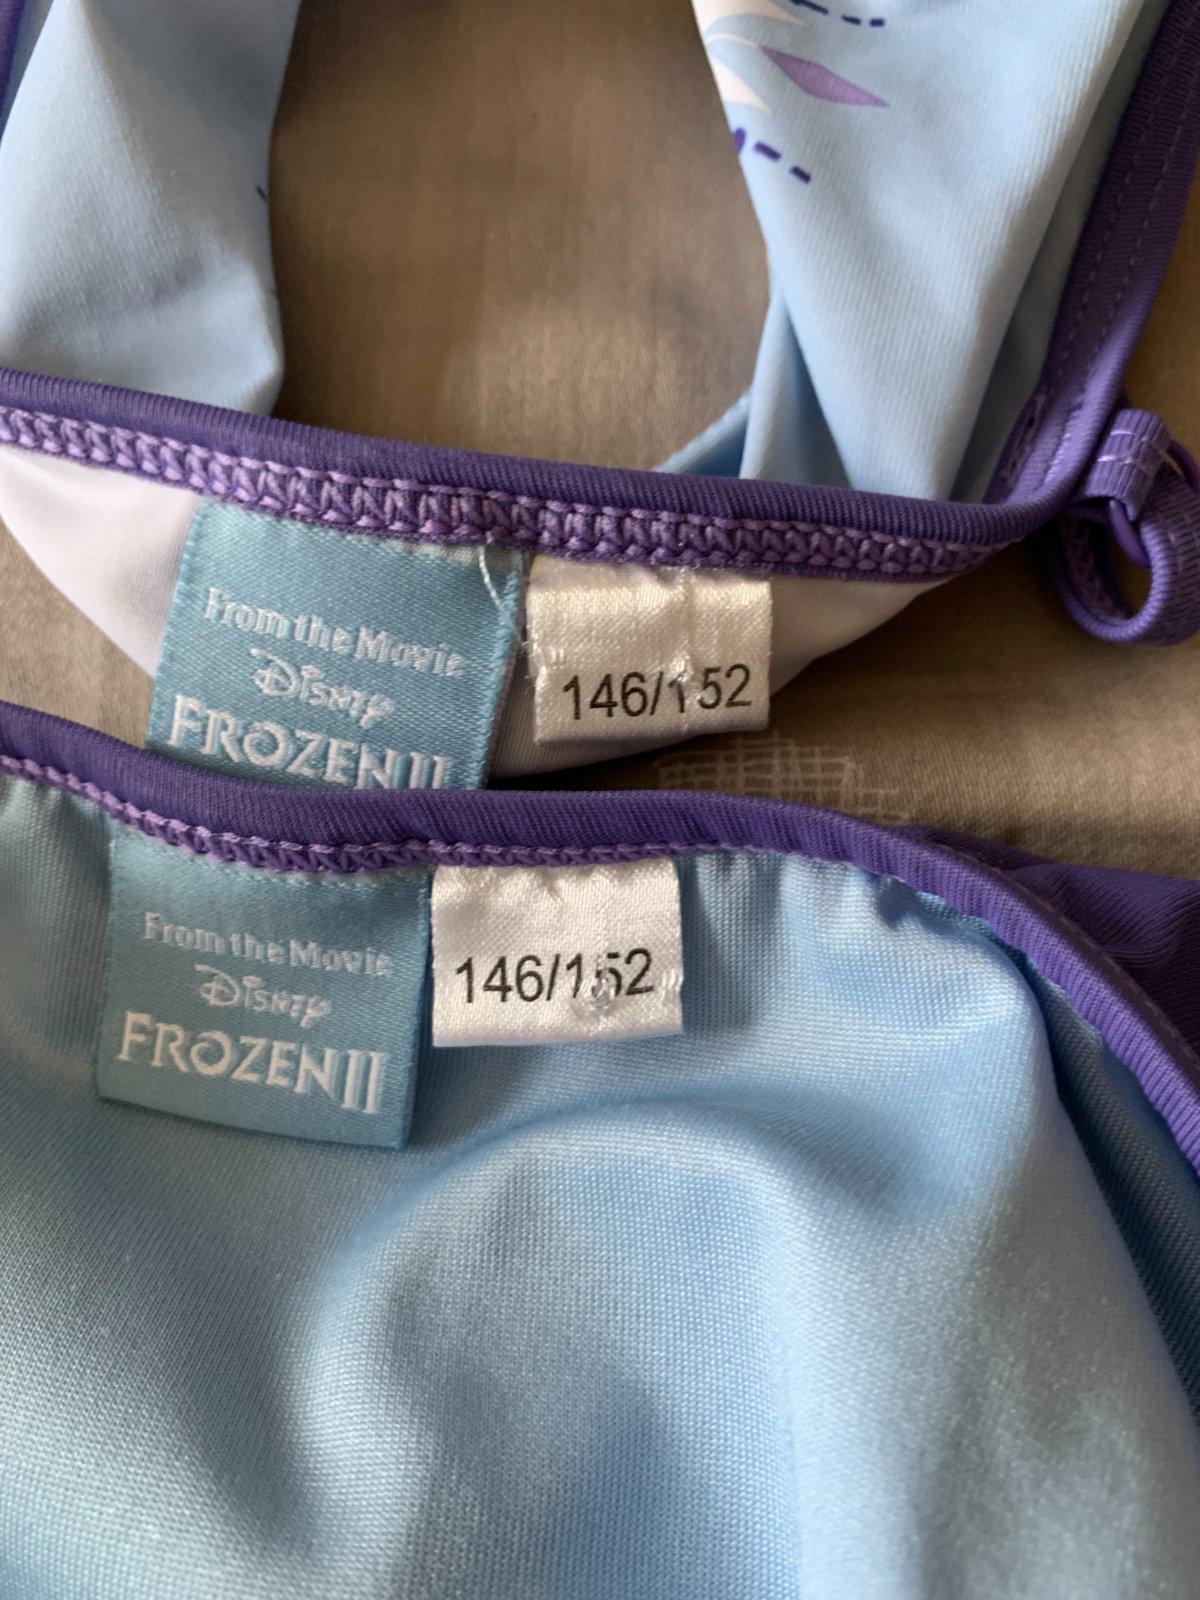 From the Movie
Disney
FROZEN II
146/152
From the Movie
Disney
FROZEN II
146/152